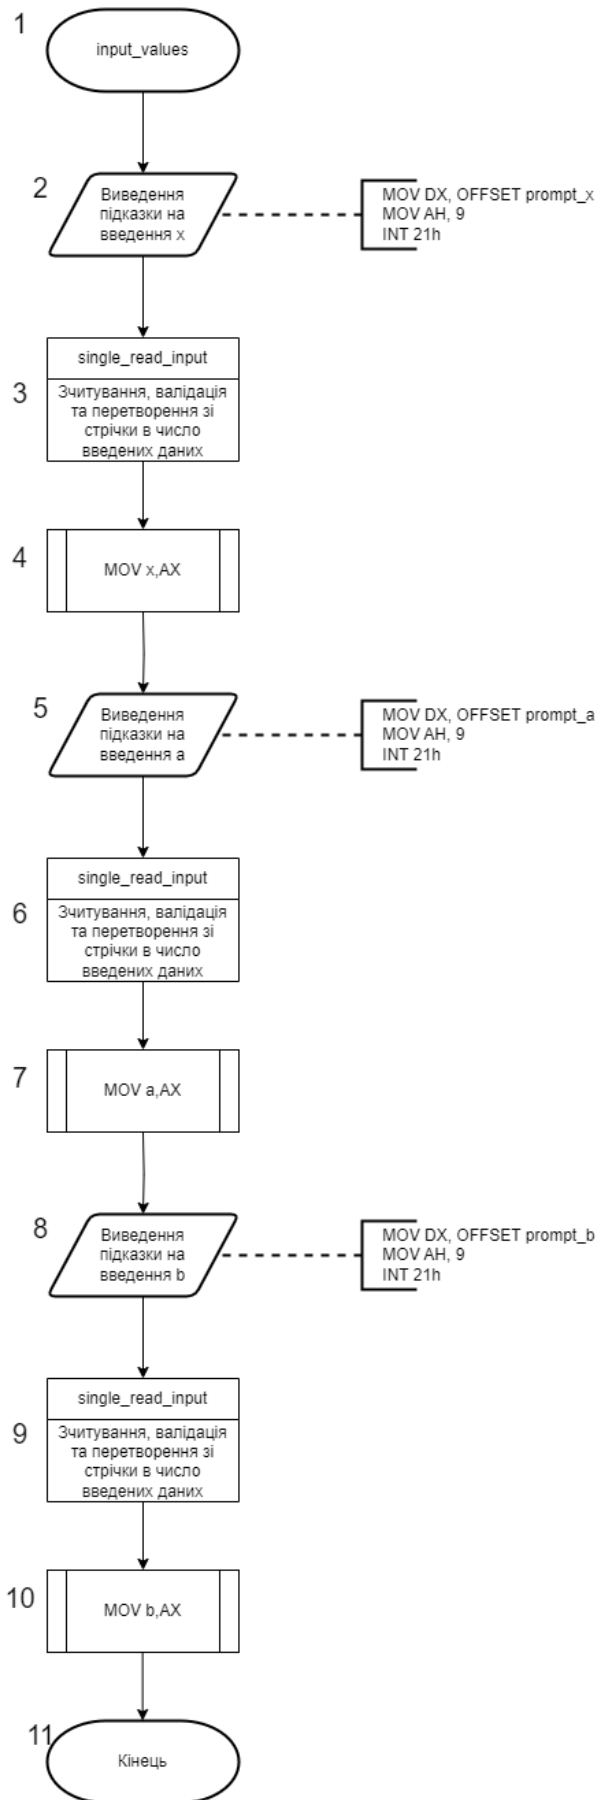 1
input_values
2
Виведення
підказки на
введення x
MOV DX, OFFSET prompt_x
MOV AH, 9
INT 21h
3
single_read_input
Зчитування, валідація
та перетворення зі
стрічки в число
введених даних
4
MOV x,AX
5
Виведення
підказки на
введення a
MOV DX, OFFSET prompt_a
MOV AH, 9
INT 21h
6
single_read_input
Зчитування, валідація
та перетворення зі
стрічки в число
введених даних
7
MOV a,AX
8
Виведення
підказки на
введення b
MOV DX, OFFSET prompt_b
MOV AH, 9
INT 21h
9
single_read_input
Зчитування, валідація
та перетворення зі
стрічки в число
введених даних
10
MOV b,AX
11
Кінець